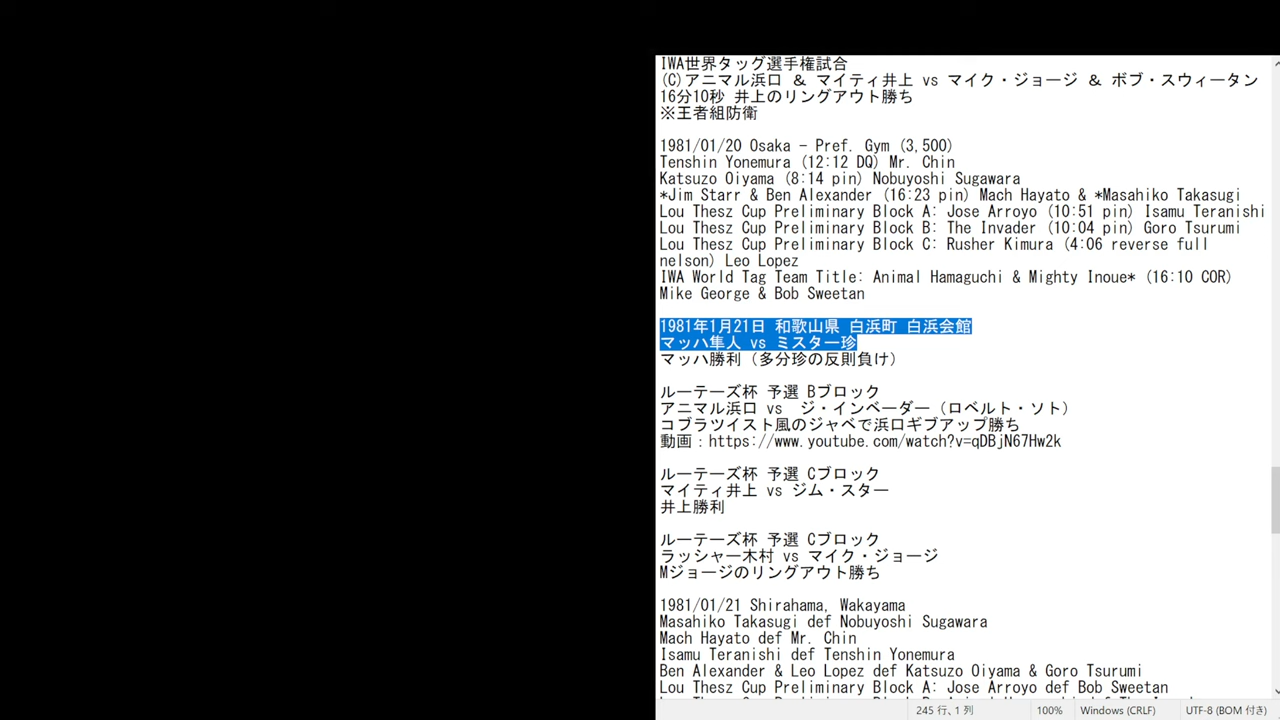 IWA世界タッグ選手権試合
(C)アニマル浜口 ＆ マイティ井上 vs マイク・ジョージ ＆ ボブ・スウィータン
16分10秒 井上のリングアウト勝ち
※王者組防衛
1981/01/20 Osaka - Pref. Gym (3,500)
Tenshin Yonemura (12:12 DQ) Mr. Chin
Katsuzo Oiyama (8:14 pin) Nobuyoshi Sugawara
*Jim Starr & Ben Alexander (16:23 pin) Mach Hayato & *Masahiko Takasugi
Lou Thesz Cup Preliminary Block A: Jose Arroyo (10:51 pin) Isamu Teranishi
Lou Thesz Cup Preliminary Block B: The Invader (10:04 pin) Goro Tsurumi
Lou Thesz Cup Preliminary Block C: Rusher Kimura (4:06 reverse full
nelson) Leo Lopez
IWA World Tag Team Title: Animal Hamaguchi & Mighty Inoue* (16:10 COR)
Mike George & Bob Sweetan
1981年1月21日 和歌山県 白浜町 白浜会館
マッハ隼人 vs ミスター珍
マッハ勝利（多分珍の反則負け）
ルーテーズ杯 予選 Bブロック
アニマル浜口 vs　ジ・インベーダー（ロベルト・ソト）
コブラツイスト風のジャベで浜口ギブアップ勝ち
動画：https://www.youtube.com/watch?v=qDBjN67Hw2k
ルーテーズ杯 予選 Cブロック
マイティ井上 vs ジム・スター
井上勝利
ルーテーズ杯 予選 Cブロック
ラッシャー木村 vs マイク・ジョージ
Mジョージのリングアウト勝ち
1981/01/21 Shirahama, Wakayama
Masahiko Takasugi def Nobuyoshi Sugawara
Mach Hayato def Mr. Chin
Isamu Teranishi def Tenshin Yonemura
Ben Alexander & Leo Lopez def Katsuzo Oiyama & Goro Tsurumi
Lou Thesz Cup Preliminary Block A: Jose Arroyo def Bob Sweetan
245 行、1 列
100%
Windows (CRLF)
UTF-8 (BOM 付き)